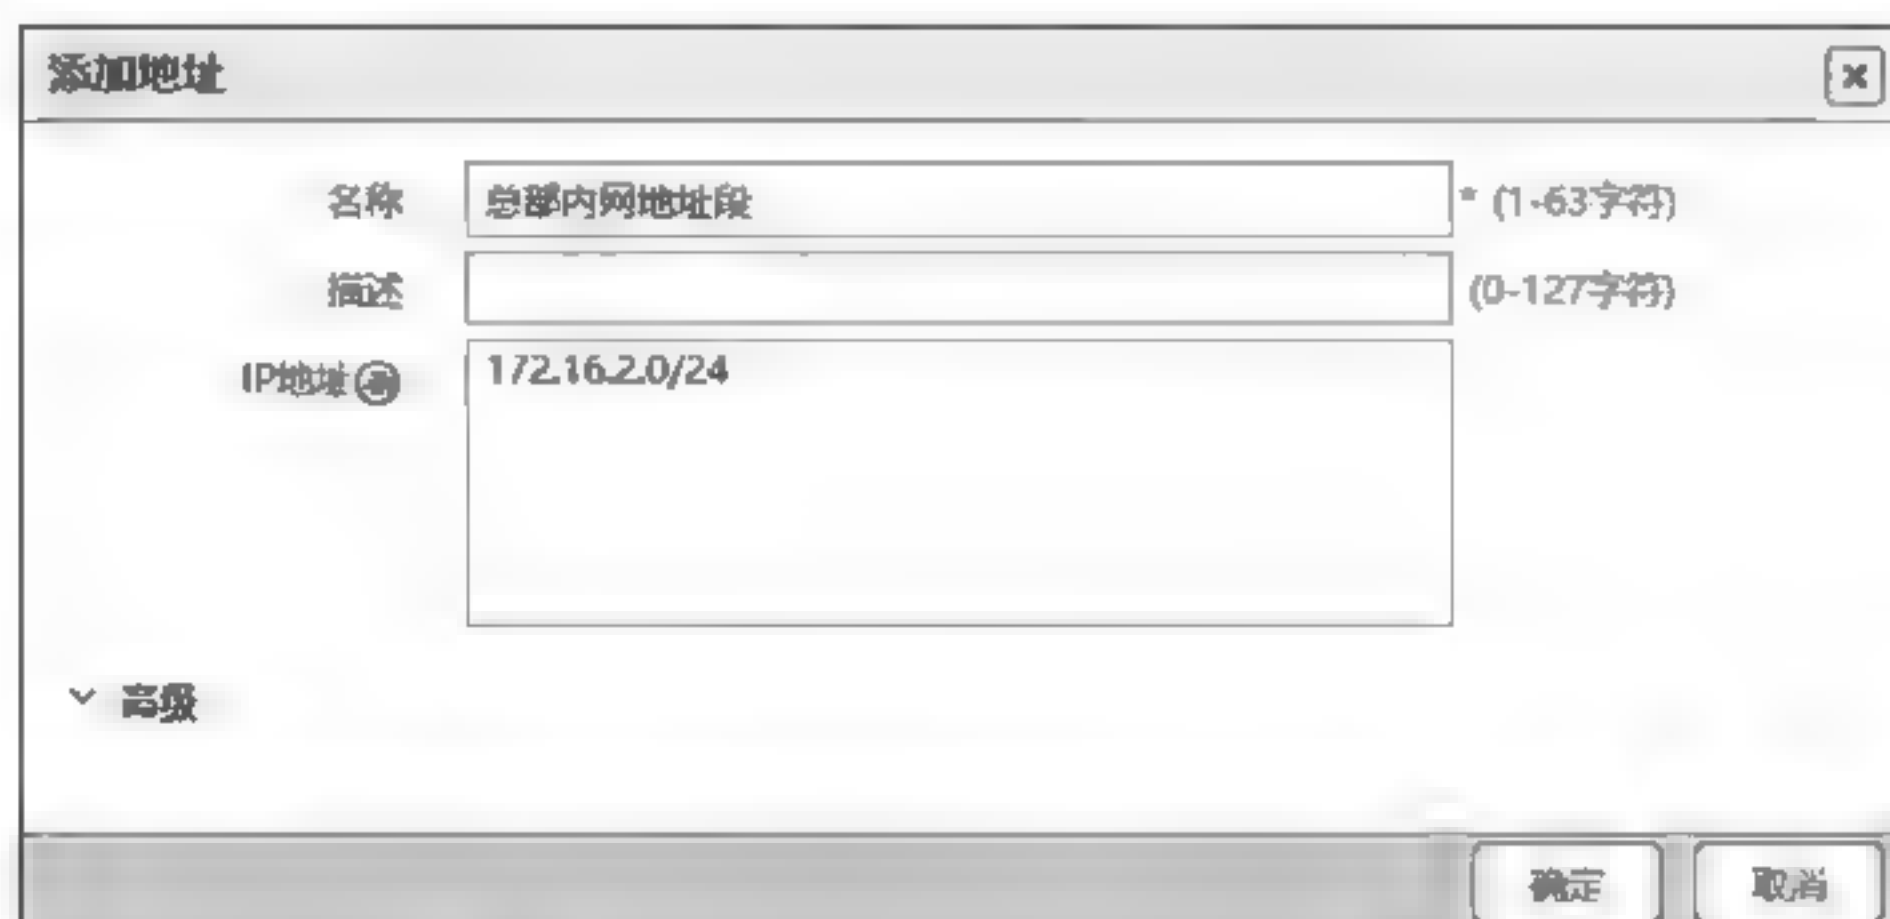 添加地址
名称 总部内网地址段 * (1-63字符)
描述 (0-127字符)
IP地址 172.16.2.0/24
高级
确定 取消